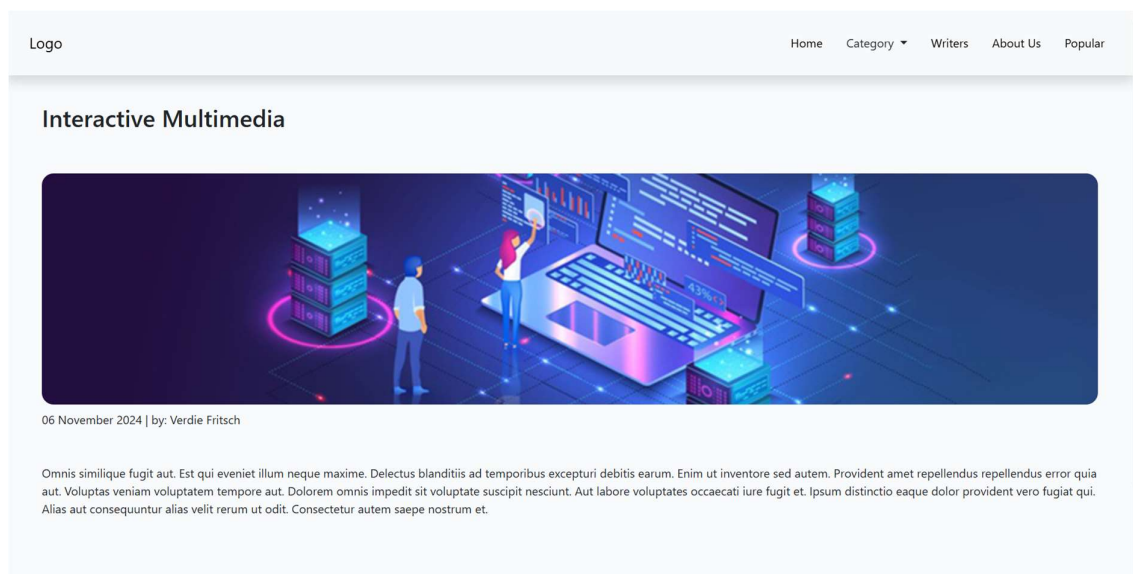 Logo
Home
Category
Writers
About Us
Popular
Interactive Multimedia
43%
06 November 2024 | by: Verdie Fritsch
Omnis similique fugit aut. Est qui eveniet illum neque maxime. Delectus blanditiis ad temporibus excepturi debitis earum. Enim ut inventore sed autem. Provident amet repellendus repellendus error quia
aut. Voluptas veniam voluptatem tempore aut. Dolorem omnis impedit sit voluptate suscipit nesciunt. Aut labore voluptates occaecati iure fugit et. Ipsum distinctio eaque dolor provident vero fugiat qui.
Alias aut consequuntur alias velit rerum ut odit. Consectetur autem saepe nostrum et.